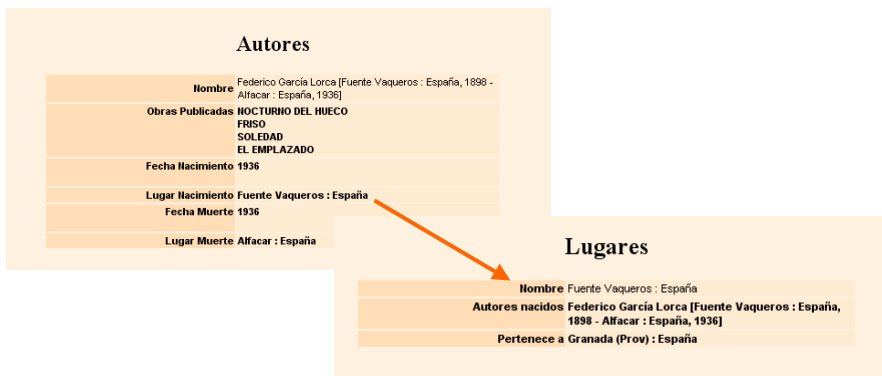 Autores
Nombre Federico García Lorca [Fuente Vaqueros : España, 1898 -
Alfacar : España, 1936]
Obras Publicadas NOCTURNO DEL HUECO
FRISO
SOLEDAD
EL EMPLAZADO
Fecha Nacimiento 1936
Lugar Nacimiento Fuente Vaqueros : España
Fecha Muerte 1936
Lugar Muerte Alfacar : España
Lugares
Nombre Fuente Vaqueros : España
Autores nacidos Federico García Lorca [Fuente Vaqueros : España,
1898 - Alfacar : España, 1936]
Pertenece a Granada (Prov) : España